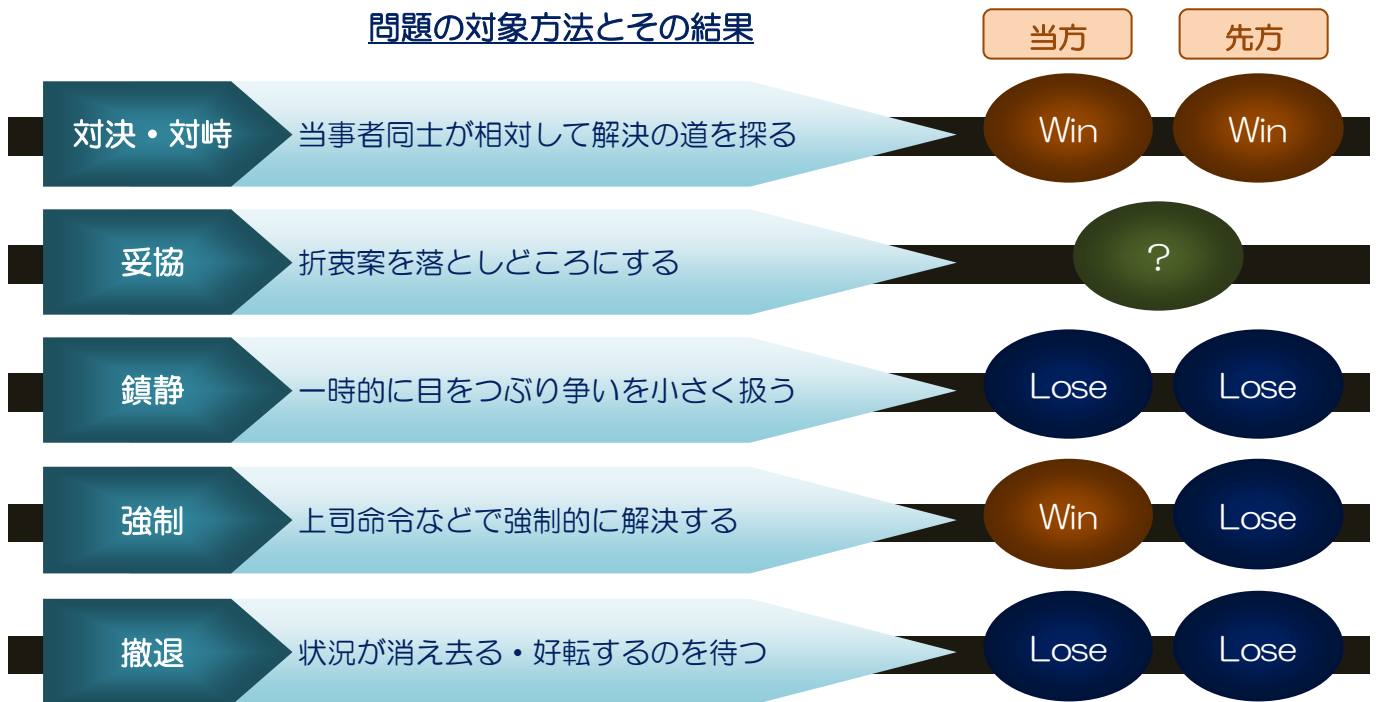 問題の対象方法とその結果
当方
先方
対決・対峙
当事者同士が相対して解決の道を探る
Win
Win
妥協
折衷案を落としどころにする
?
鎮静
一時的に目をつぶり争いを小さく扱う
Lose
Lose
強制
上司命令などで強制的に解決する
Win
Lose
撤退
状況が消え去る・好転するのを待つ
Lose
Lose